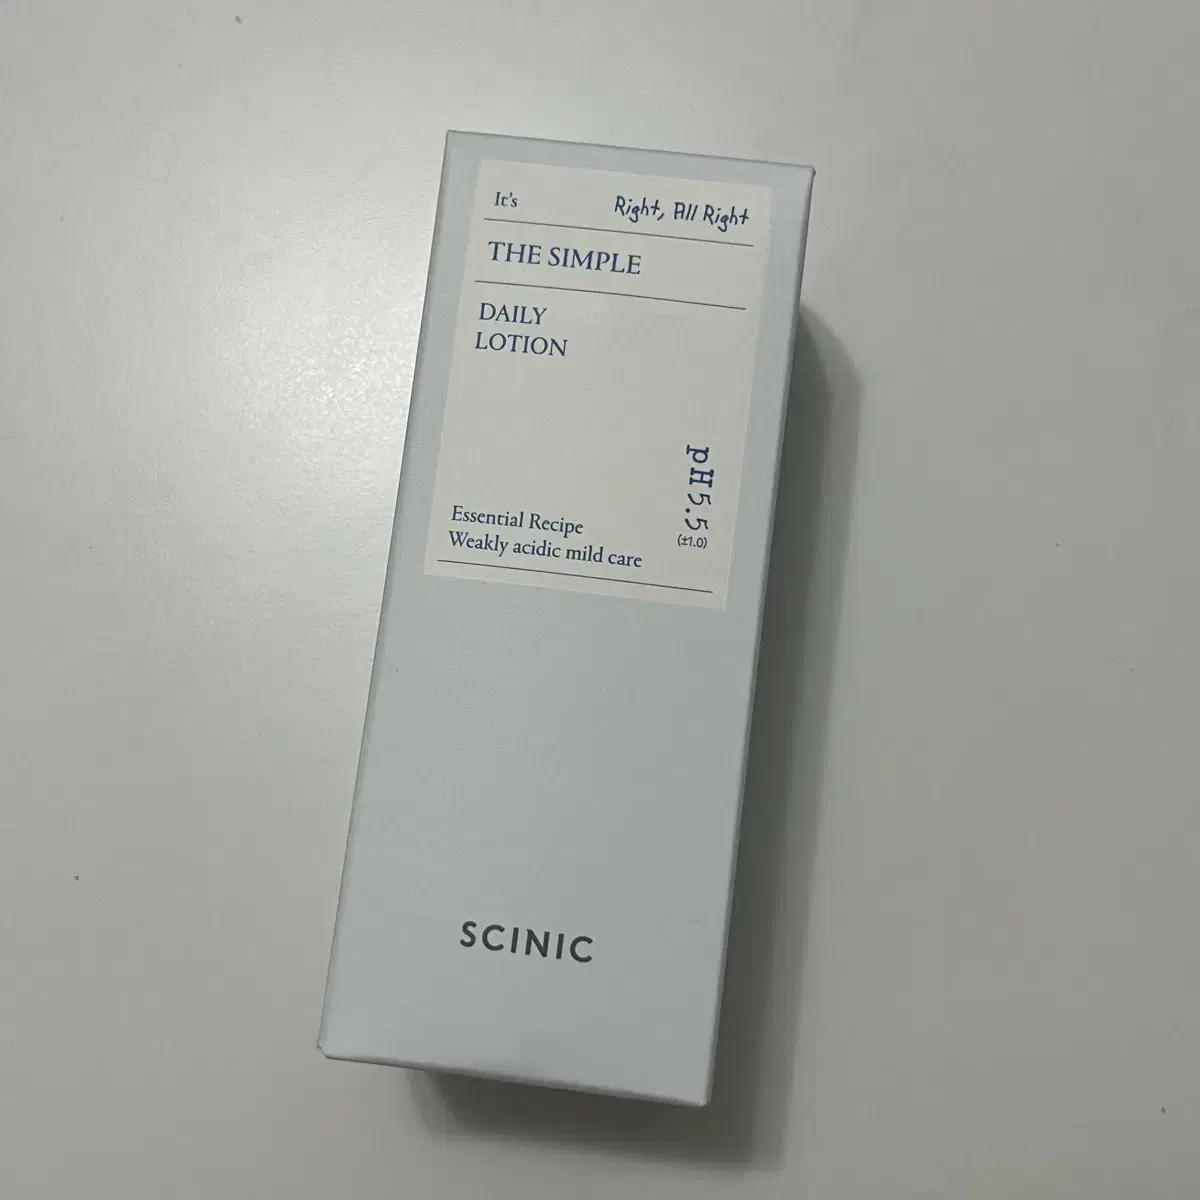 It's Right, All Right
THE SIMPLE
DAILY
LOTION
pH5.5
(±1.0)
Essential Recipe
Weakly acidic mild care
SCINIC